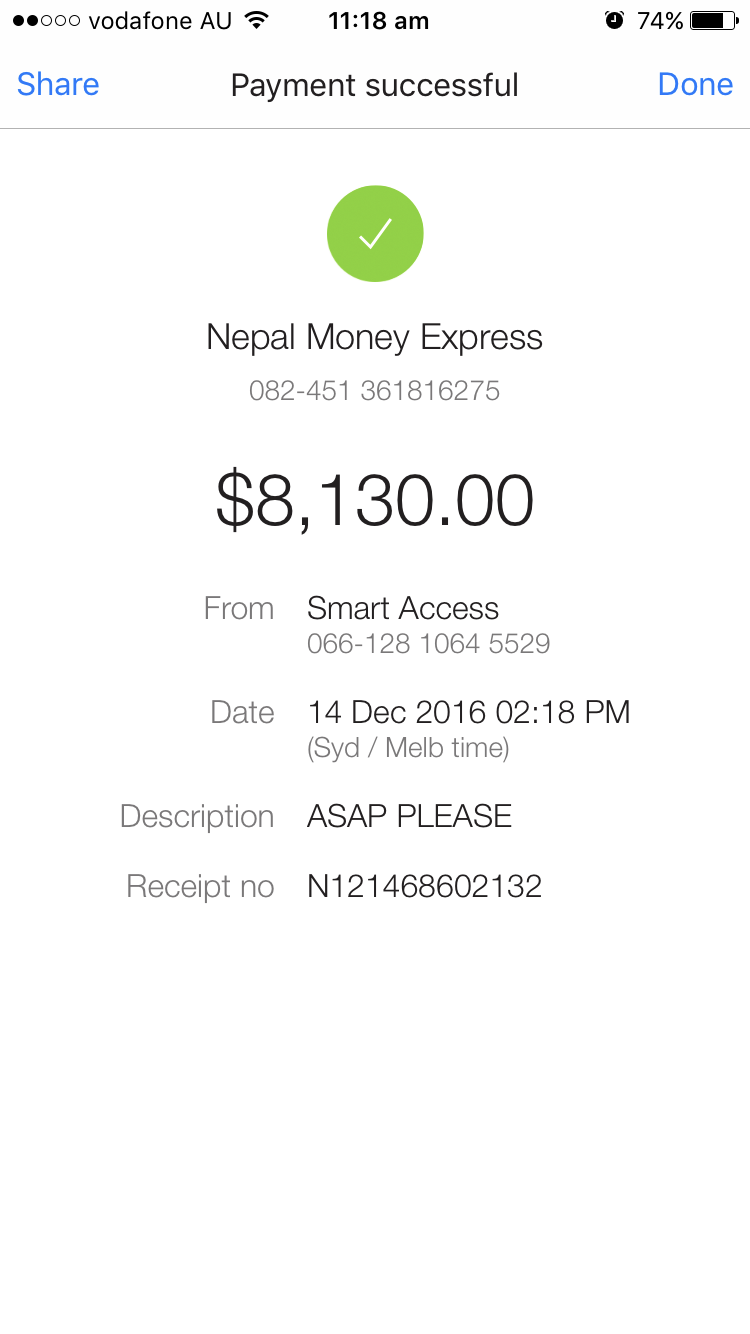 vodafone AU 11:18 am 74%
Share Payment successful Done
Nepal Money Express
082-451 361816275
$8,130.00
From Smart Access
066-128 1064 5529
Date 14 Dec 2016 02:18 PM
(Syd / Melb time)
Description ASAP PLEASE
Receipt no N121468602132